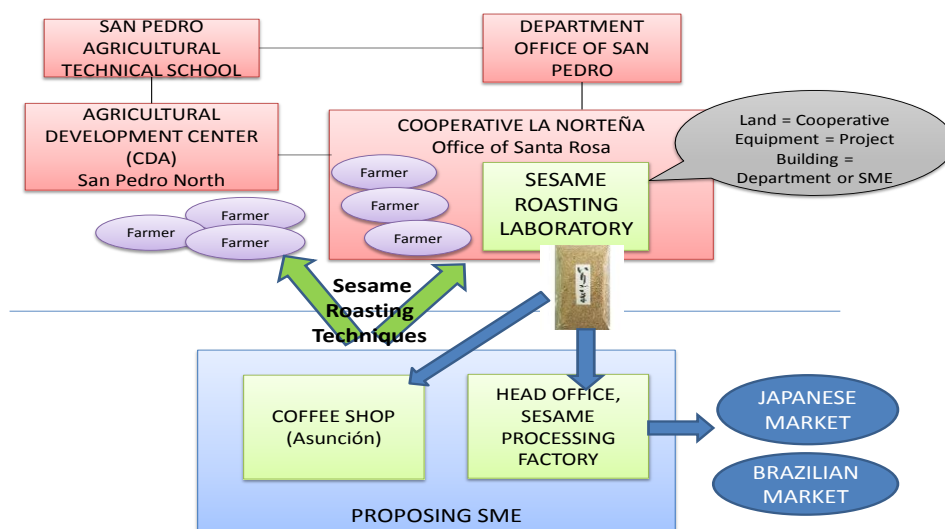 SAN PEDRO
AGRICULTURAL
TECHNICAL SCHOOL
DEPARTMENT
OFFICE OF SAN
PEDRO
AGRICULTURAL
DEVELOPMENT CENTER
(CDA)
San Pedro North
COOPERATIVE LA NORTEÑA
Office of Santa Rosa
Land = Cooperative
Equipment = Project
Building =
Department or SME
Farmer
Farmer
Farmer
SESAME
ROASTING
LABORATORY
Farmer
Farmer
Farmer
Sesame
Roasting
Techniques
COFFEE SHOP
(Asunción)
HEAD OFFICE,
SESAME
PROCESSING
FACTORY
JAPANESE
MARKET
BRAZILIAN
MARKET
PROPOSING SME